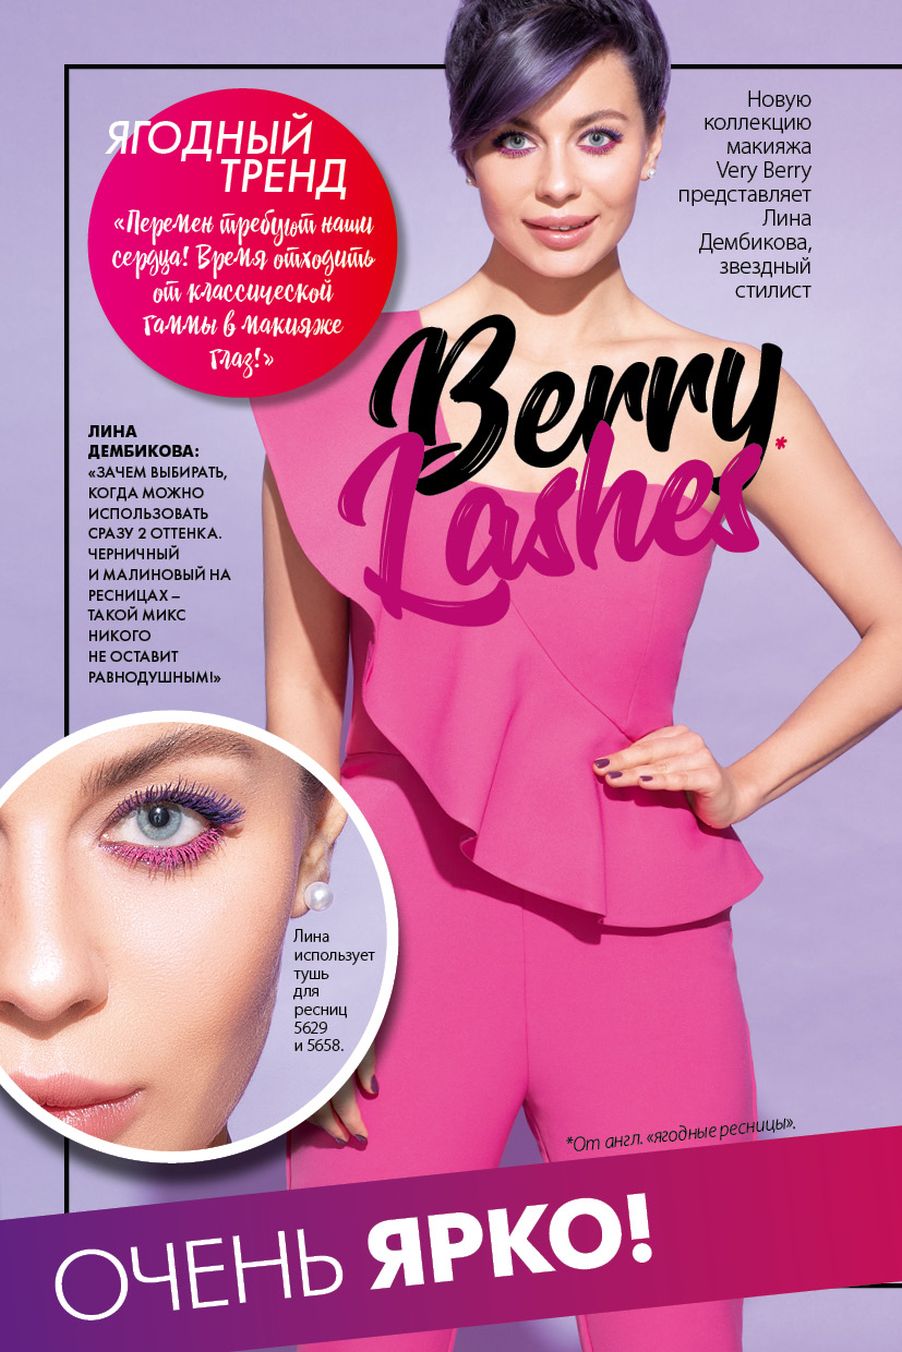 ЯГОДНЫЙ
ТРЕНД
«Перемен требуют наши
сердца! Время отходить
от классической
гаммы в макияже
глаз!»
Новую
коллекцию
макияжа
Very Berry
представляет
Лина
Дембикова,
звездный
стилист
Berry
Lashes*
ЛИНА
ДЕМБИКОВА:
«ЗАЧЕМ ВЫБИРАТЬ,
КОГДА МОЖНО
ИСПОЛЬЗОВАТЬ
СРАЗУ 2 ОТТЕНКА.
ЧЕРНИЧНЫЙ
И МАЛИНОВЫЙ НА
РЕСНИЦАХ –
ТАКОЙ МИКС
НИКОГО
НЕ ОСТАВИТ
РАВНОДУШНЫМ!»
Лина
использует
тушь
для
ресниц
5629
и 5658.
*От англ. «ягодные ресницы».
ОЧЕНЬ ЯРКО!